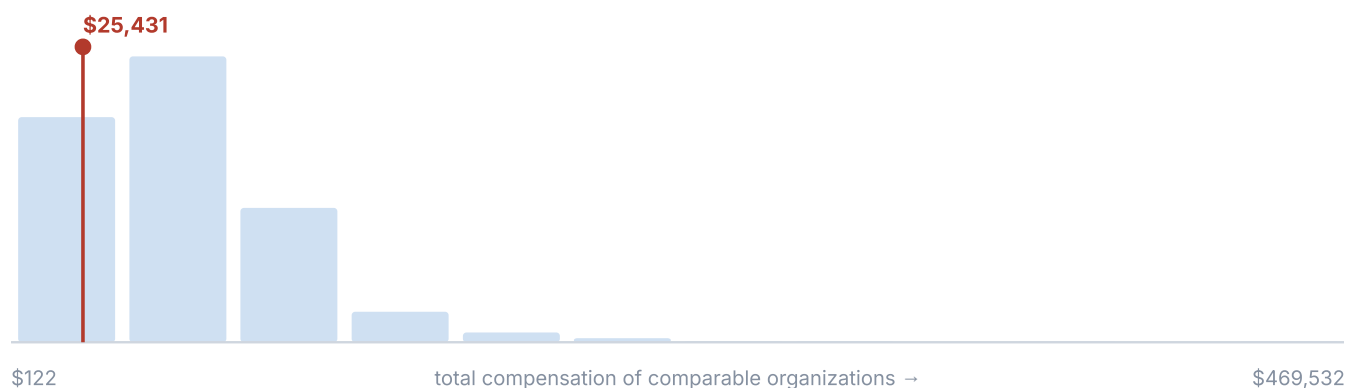 $25,431
$122 total compensation of comparable organizations → $469,532